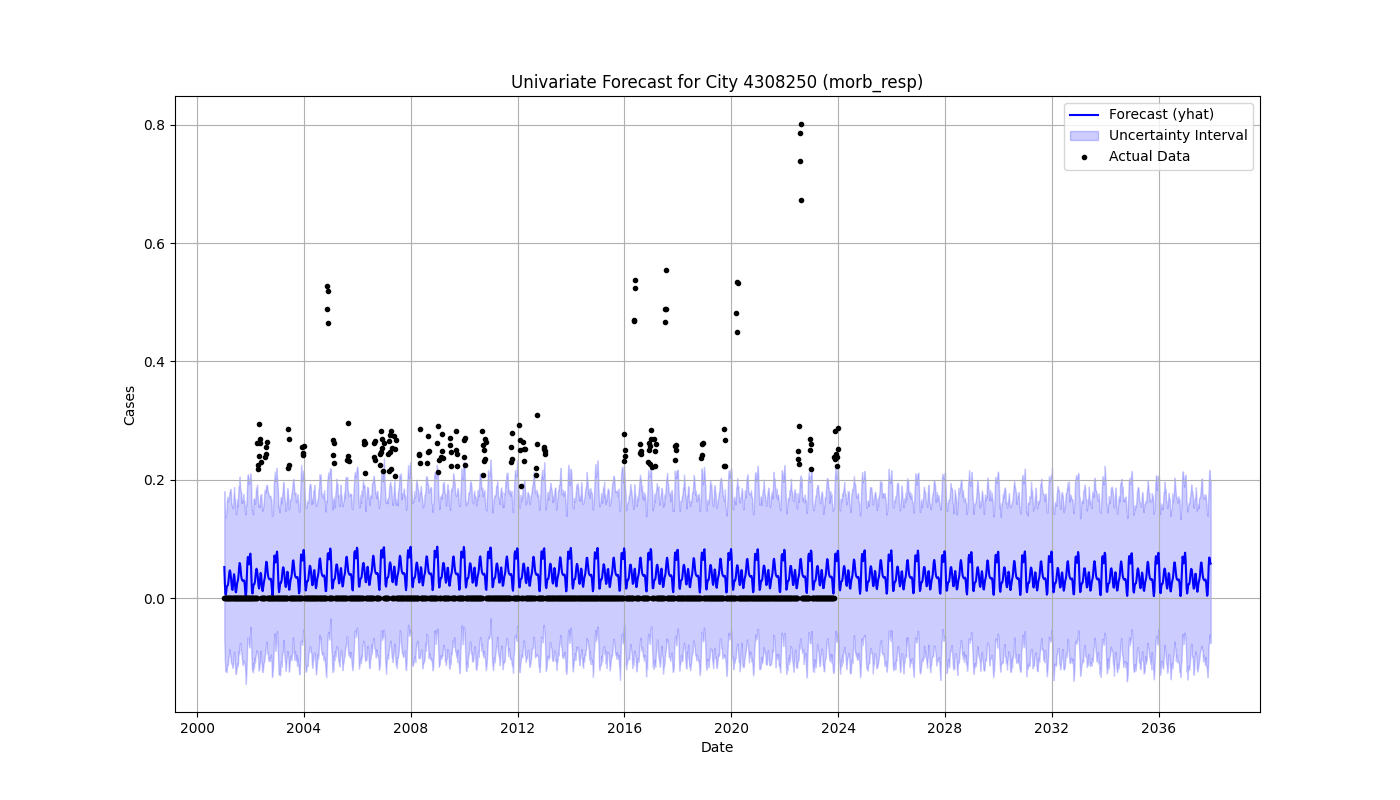 Univariate Forecast for City 4308250 (morb_resp)
Forecast (yhat)
Uncertainty Interval
Actual Data
0.8
0.6
0.4
0.2
0.0
Cases
2000 2004 2008 2012 2016 2020 2024 2028 2032 2036
Date